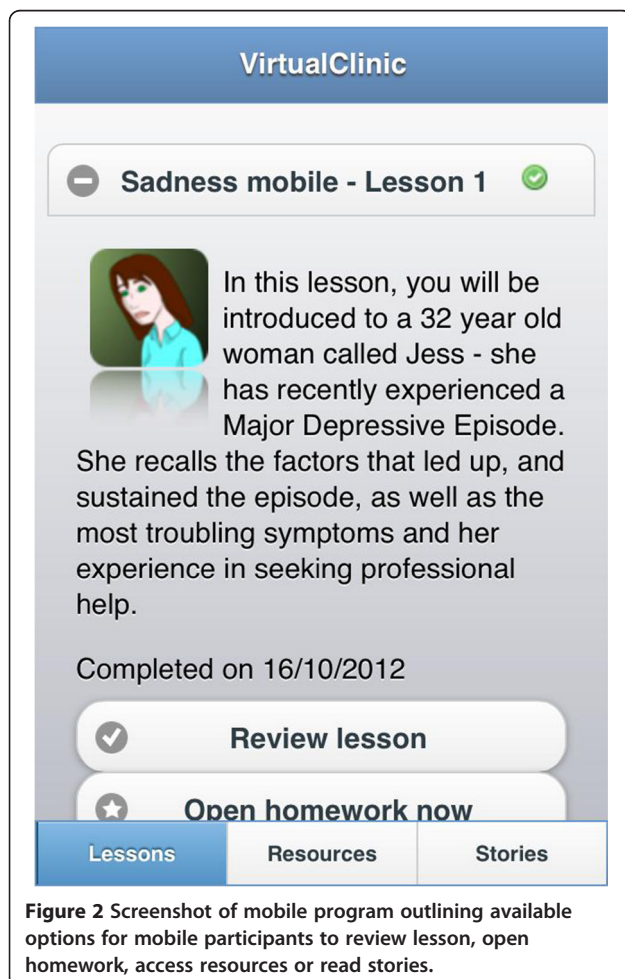 VirtualClinic
Sadness mobile - Lesson 1
In this lesson, you will be
introduced to a 32 year old
woman called Jess - she
has recently experienced a
Major Depressive Episode.
She recalls the factors that led up, and
sustained the episode, as well as the
most troubling symptoms and her
experience in seeking professional
help.
Completed on 16/10/2012
Review lesson
Open homework now
Lessons Resources Stories
Figure 2 Screenshot of mobile program outlining available
options for mobile participants to review lesson, open
homework, access resources or read stories.